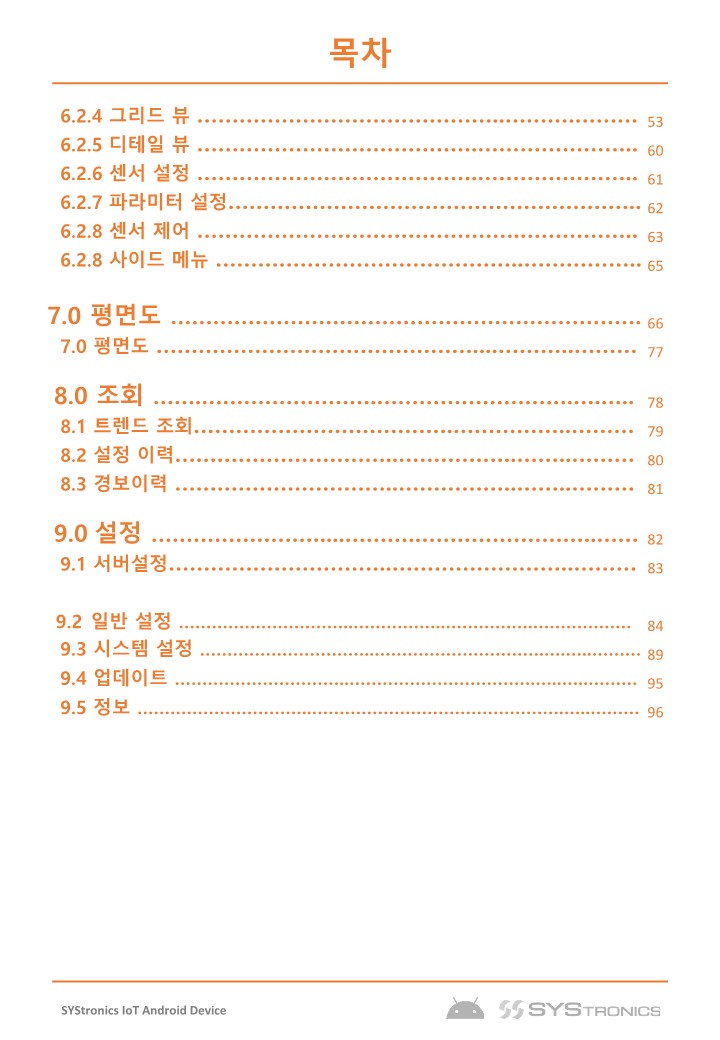 목차
6.2.4 그리드 뷰 ........................................ 53
6.2.5 디테일 뷰 ........................................ 60
6.2.6 센서 설정 ........................................ 61
6.2.7 파라미터 설정........................................ 62
6.2.8 센서 제어 ........................................ 63
6.2.8 사이드 메뉴 ........................................ 65
7.0 평면도 ........................................ 66
7.0 평면도 ........................................ 77
8.0 조회 ........................................ 78
8.1 트렌드 조회........................................ 79
8.2 설정 이력........................................ 80
8.3 경보이력 ........................................ 81
9.0 설정 ........................................ 82
9.1 서버설정........................................ 83
9.2 일반 설정 ........................................ 84
9.3 시스템 설정 ........................................ 89
9.4 업데이트 ........................................ 95
9.5 정보 ........................................ 96
SYStronics IoT Android Device
SYSTRONICS